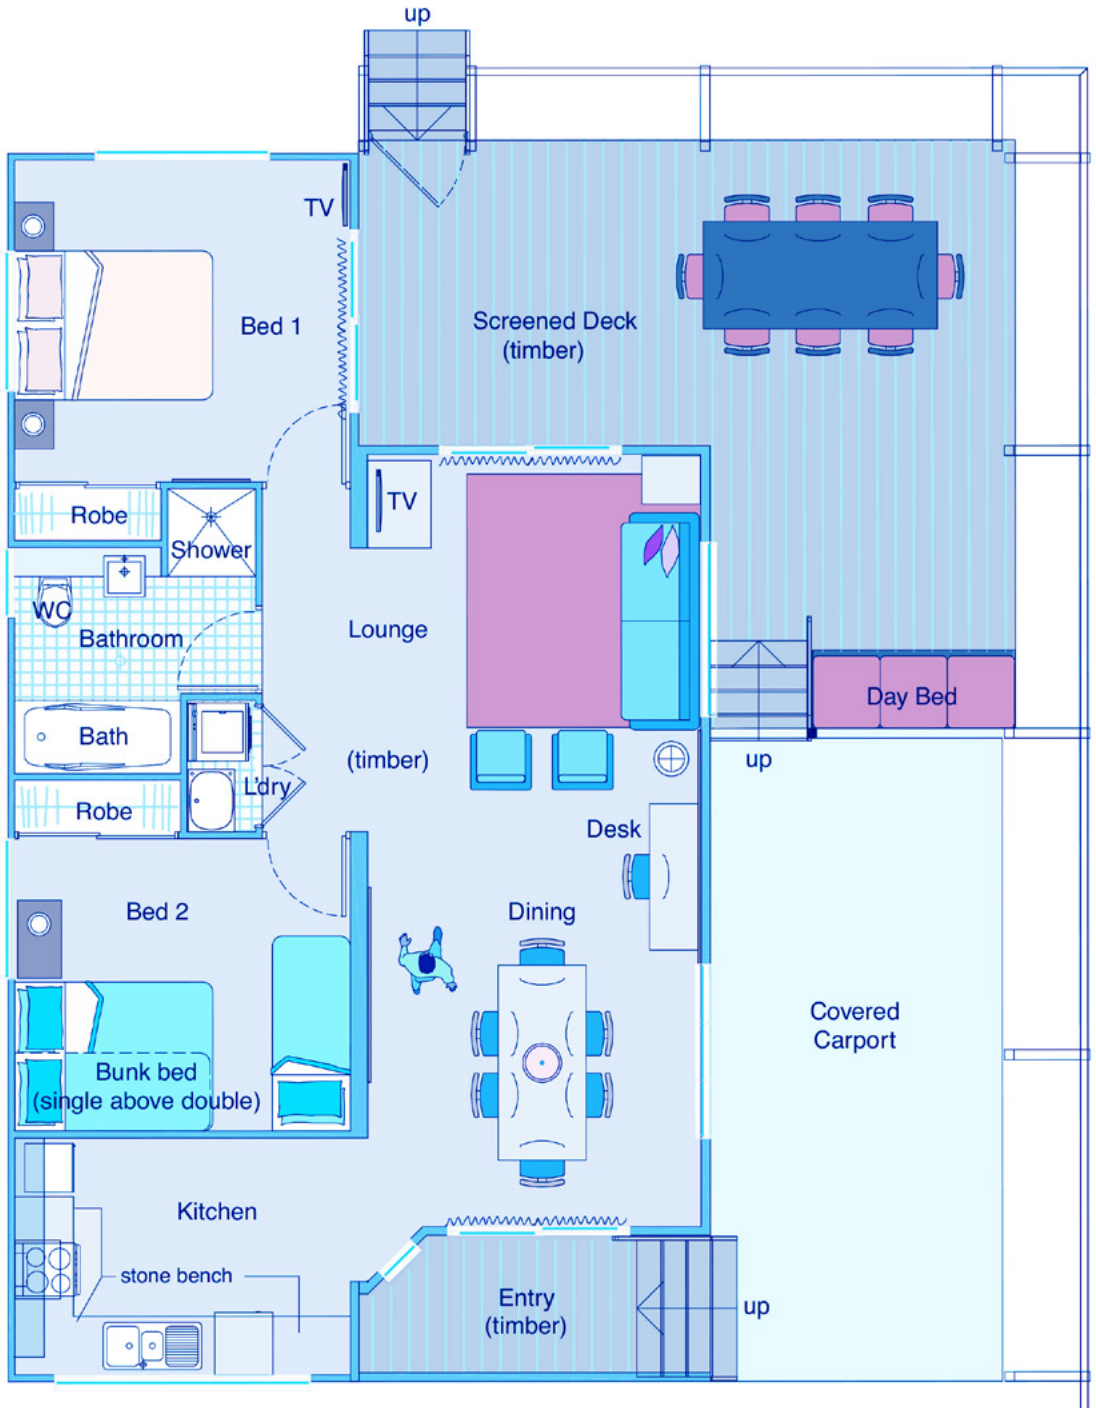 up
TV
Bed 1
Screened Deck
(timber)
Robe
TV
Shower
WC
Bathroom
Lounge
Day Bed
Bath
(timber)
up
L'dry
Robe
Desk
Bed 2
Dining
Covered
Carport
Bunk bed
(single above double)
Kitchen
stone bench
Entry
(timber)
up